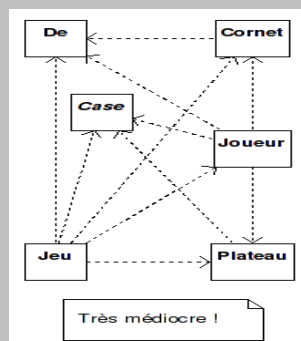 De
Cornet
Case
Joueur
Jeu
Plateau
Très médiocre !